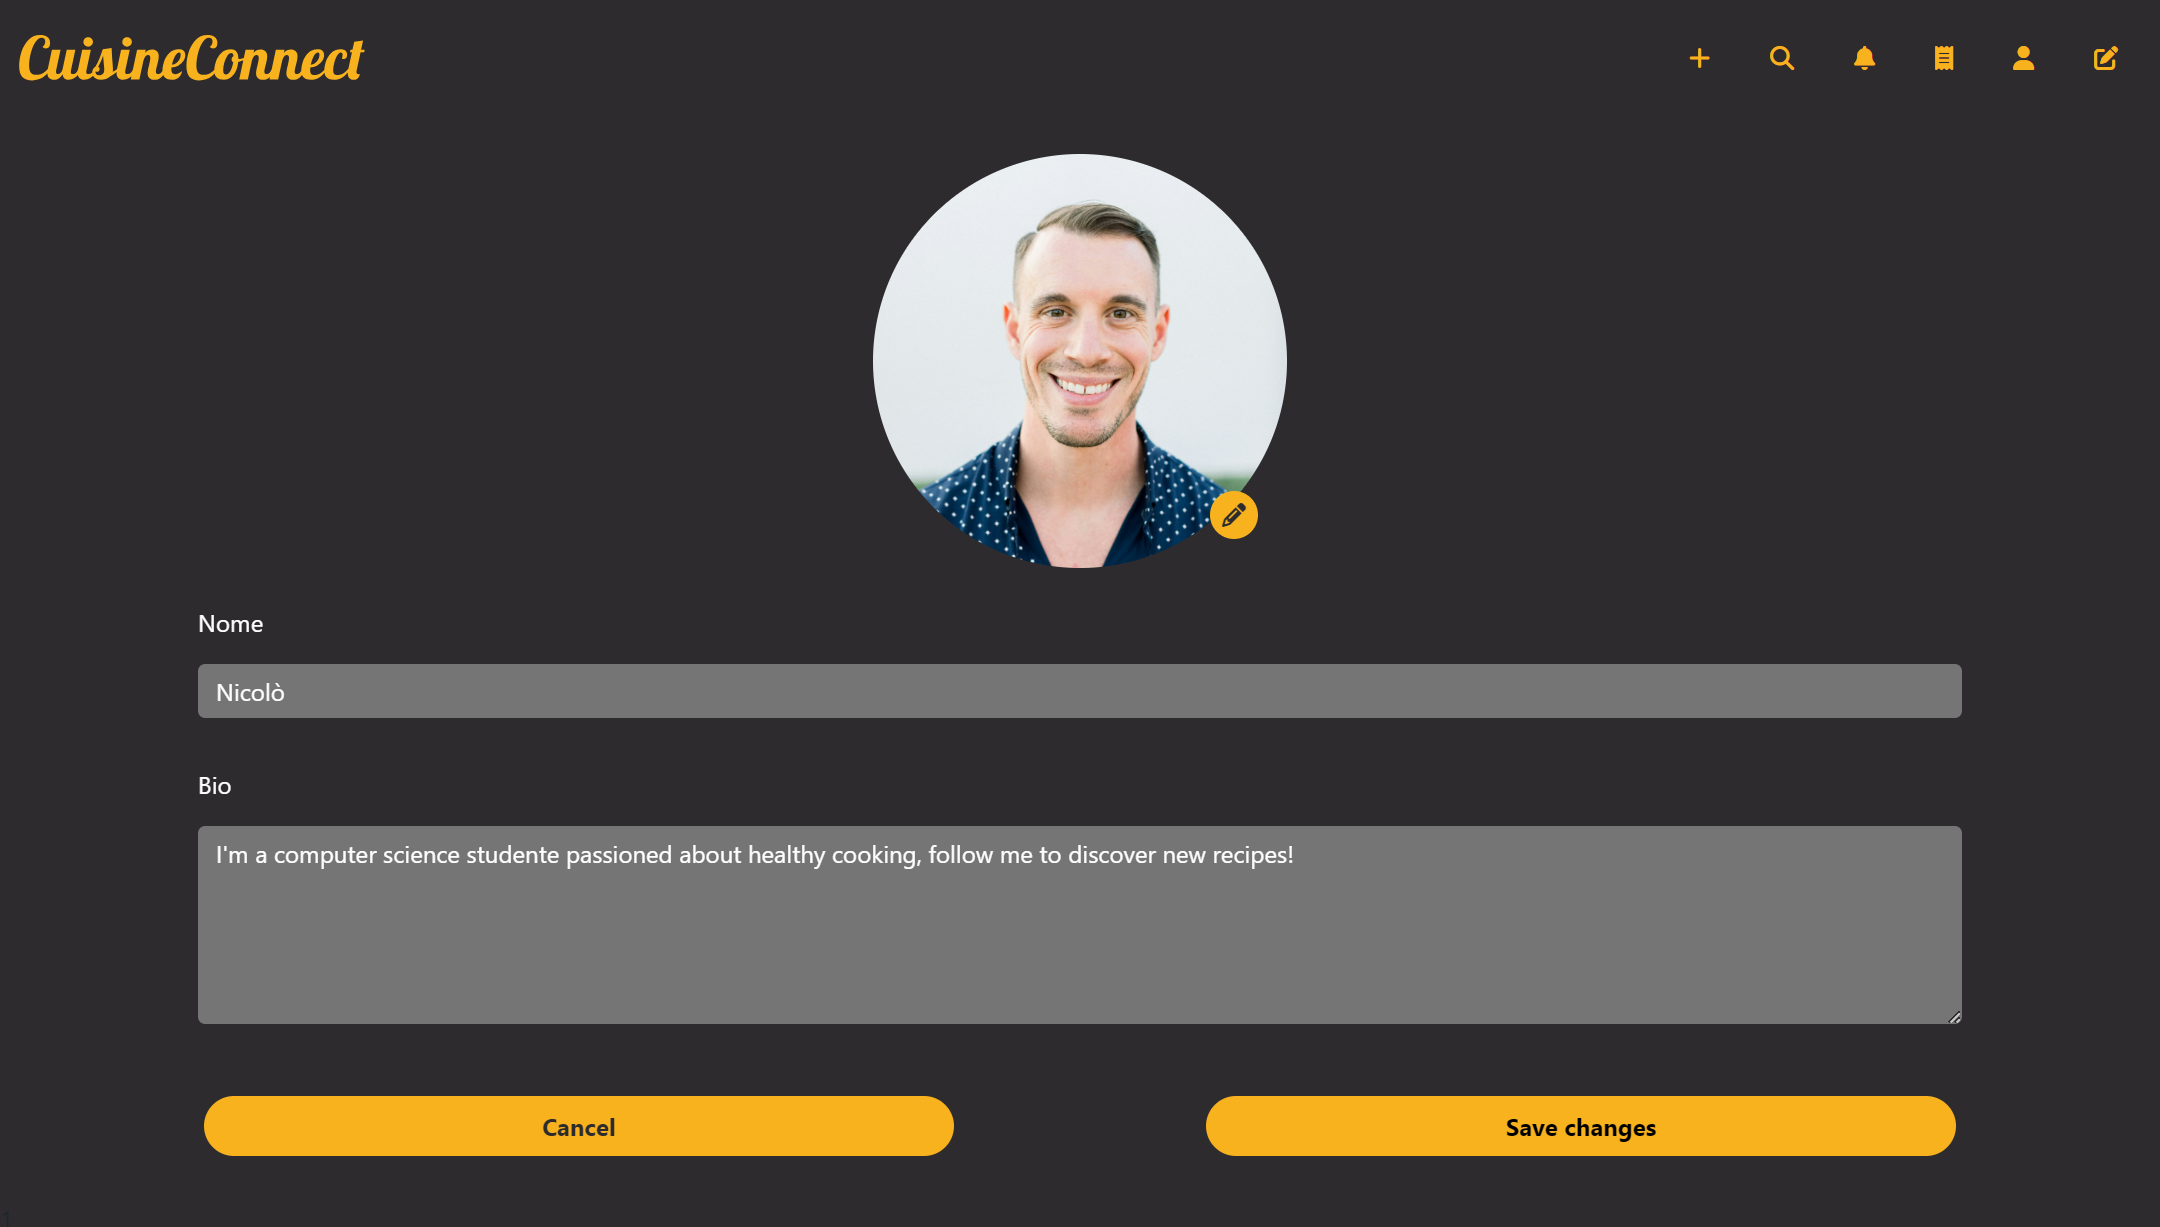 CuisineConnect
Nome
Nicolò
Bio
I'm a computer science studente passioned about healthy cooking, follow me to discover new recipes!
Cancel
Save changes
1